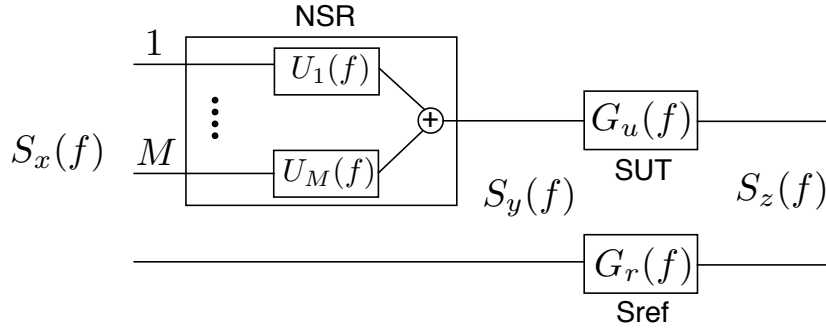 NSR
1
U_1(f)
+
S_x(f)
M
U_M(f)
G_u(f)
SUT
S_y(f)
S_z(f)
G_r(f)
Sref